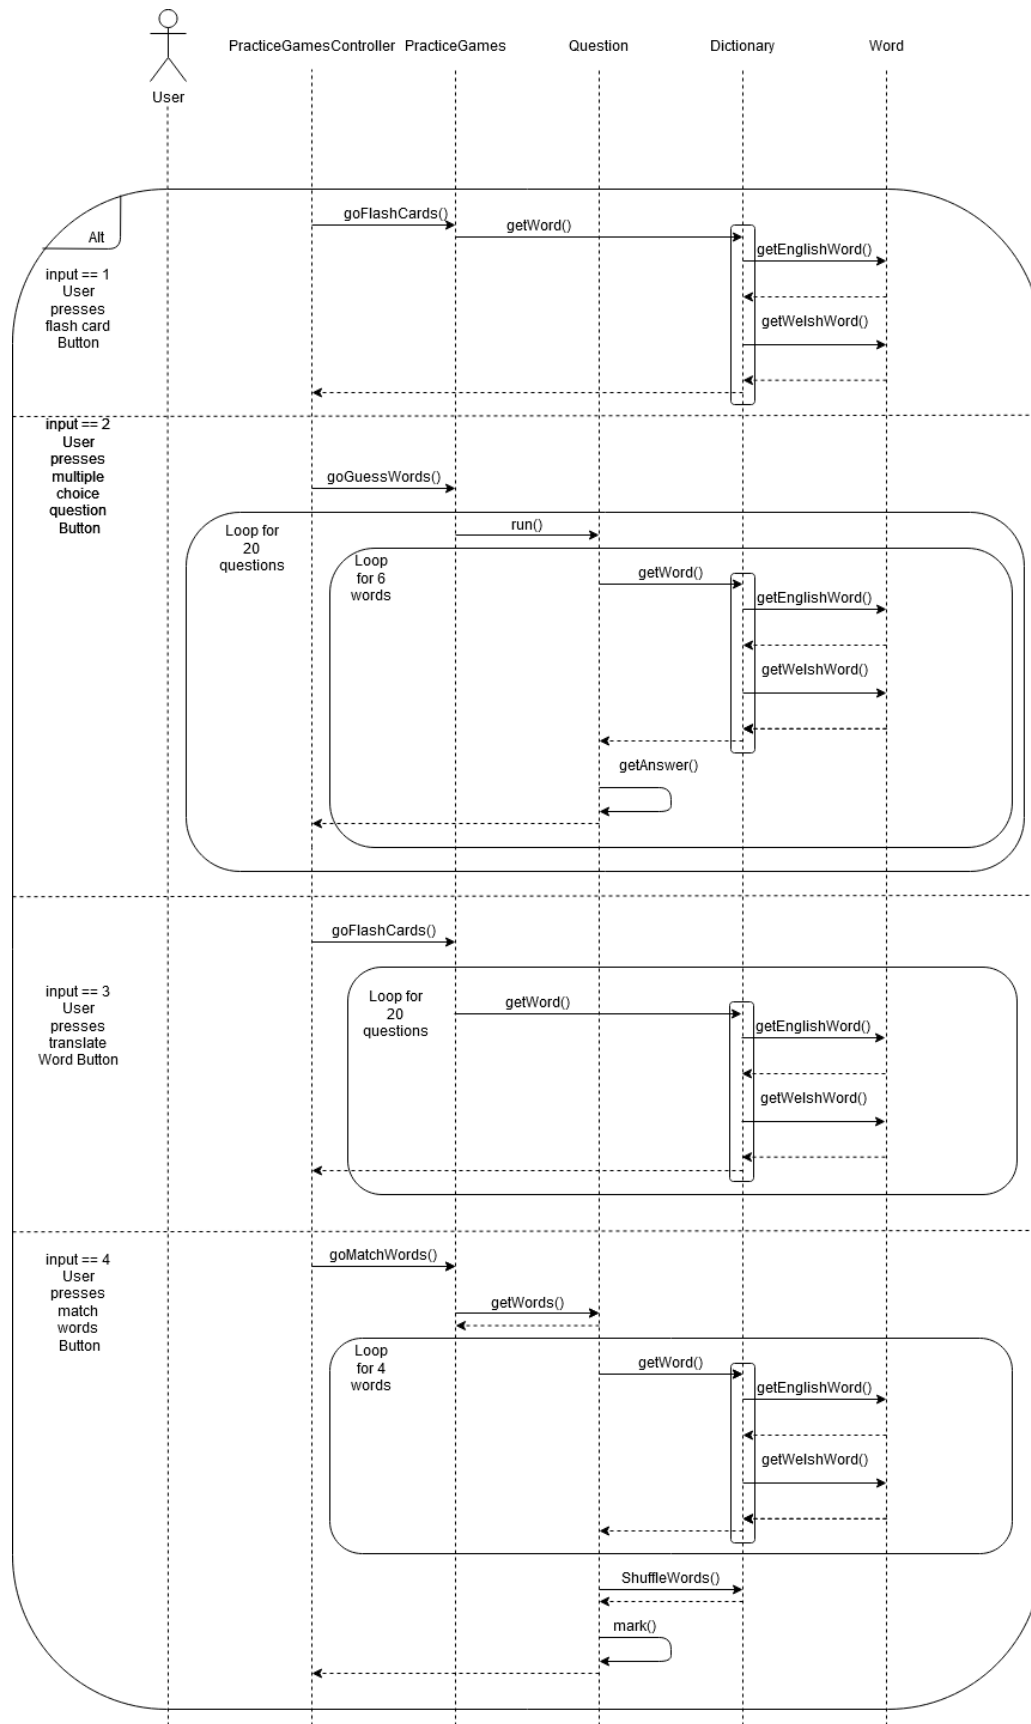 User
PracticeGamesController
PracticeGames
Question
Dictionary
Word
Alt
input == 1
User
presses
flash card
Button
goFlashCards()
getWord()
getEnglishWord()
getWelshWord()
input == 2
User
presses
multiple
choice
question
Button
goGuessWords()
Loop for
20
questions
run()
Loop
for 6
words
getWord()
getEnglishWord()
getWelshWord()
getAnswer()
input == 3
User
presses
translate
Word Button
goFlashCards()
Loop for
20
questions
getWord()
getEnglishWord()
getWelshWord()
input == 4
User
presses
match
words
Button
goMatchWords()
getWords()
Loop
for 4
words
getWord()
getEnglishWord()
getWelshWord()
ShuffleWords()
mark()